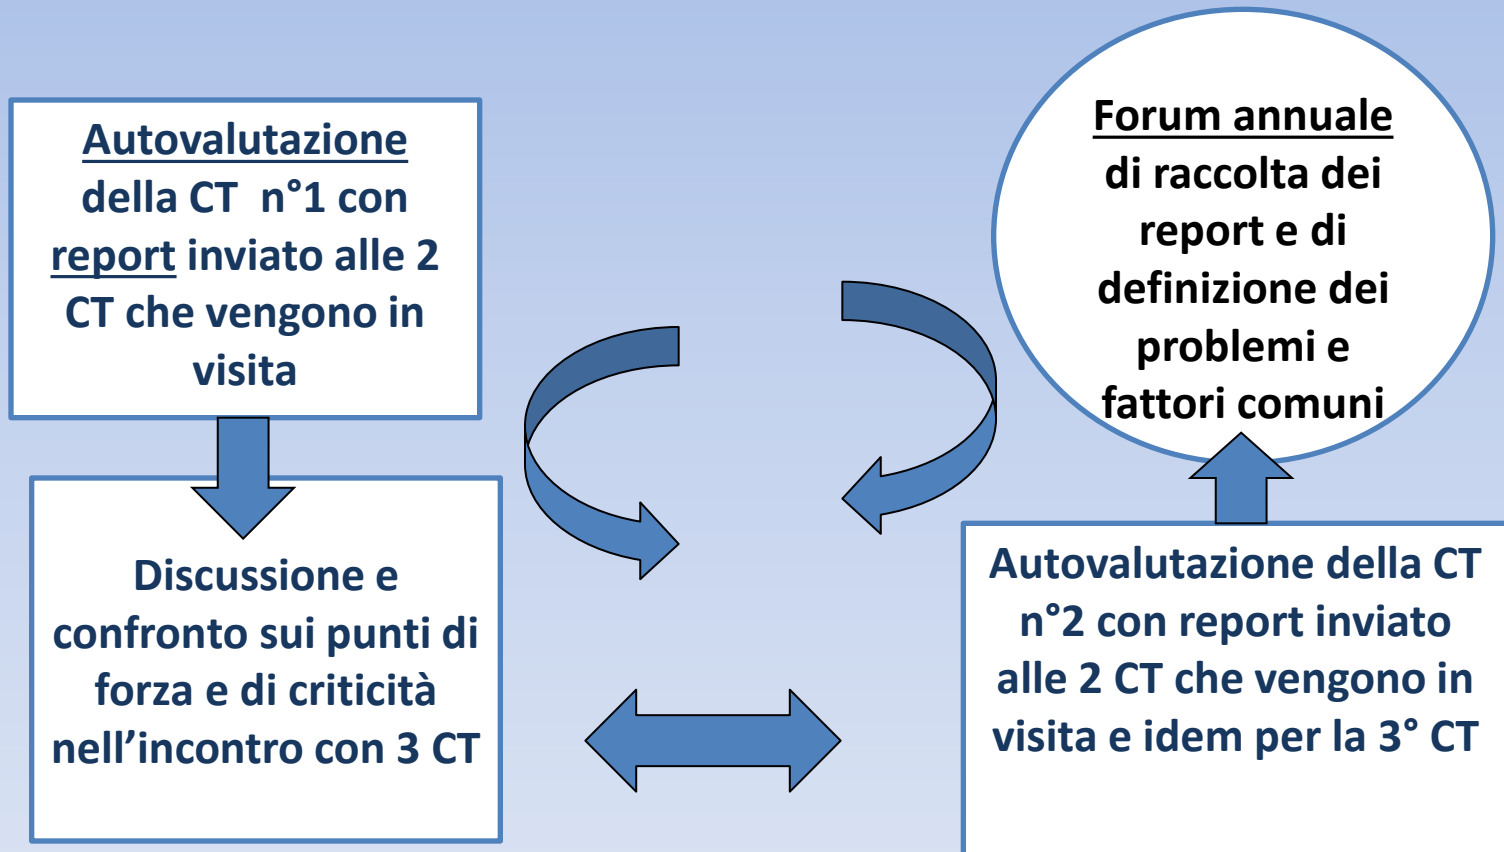 Autovalutazione
della CT n°1 con
report inviato alle 2
CT che vengono in
visita
Discussione e
confronto sui punti di
forza e di criticità
nell’incontro con 3 CT
Forum annuale
di raccolta dei
report e di
definizione dei
problemi e
fattori comuni
Autovalutazione della CT
n°2 con report inviato
alle 2 CT che vengono in
visita e idem per la 3° CT